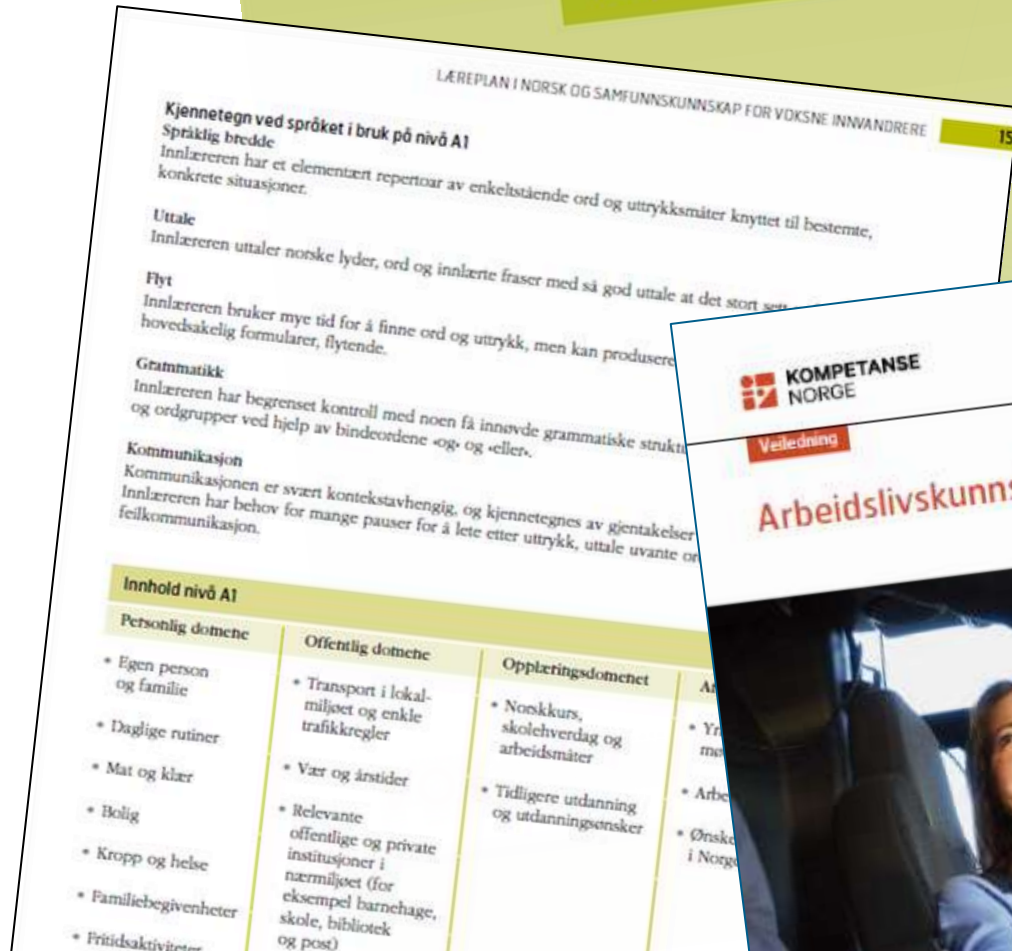 LÆREPLAN I NORSK OG SAMFUNNSKUNNSKAP FOR VOKSNE INNVANDRERE
15
Kjennetegn ved språket i bruk på nivå A1
Språklig bredde
Innlæreren har et elementært repertoar av enkeltstående ord og uttrykksmåter knyttet til bestemte,
konkrete situasjoner.
Uttale
Innlæreren uttaler norske lyder, ord og innlærte fraser med så god uttale at det stort
Flyt
Innlæreren bruker mye tid for å finne ord og uttrykk, men kan produsere
hovedsakelig formularer, flytende.
Grammatikk
Innlæreren har begrenset kontroll med noen få innøvde grammatiske
og ordgrupper ved hjelp av bindeordene «og» og «eller».
Kommunikasjon
Kommunikasjonen er svært kontekstavhengig, og kjennetegnes av gjentakelser
Innlæreren har behov for mange pauser for å lete etter uttrykk, uttale uvante
feilkommunikasjon.
Innhold nivå A1
Personlig domene
• Egen person
og familie
• Daglige rutiner
• Mat og klær
• Bolig
• Kropp og helse
• Familiebegivenheter
• Fritidsaktiviteter
Offentlig domene
• Transport i lokal-
miljøet og enkle
trafikkregler
• Vær og årstider
• Relevante
offentlige og private
institusjoner i
nærmiljøet (for
eksempel barnehage,
skole, bibliotek
og post)
Opplæringsdomenet
• Norskkurs,
skolehverdag og
arbeidsmåter
• Tidligere utdanning
og utdanningsønsker
i Norge
KOMPETANSE
NORGE
Veiledning